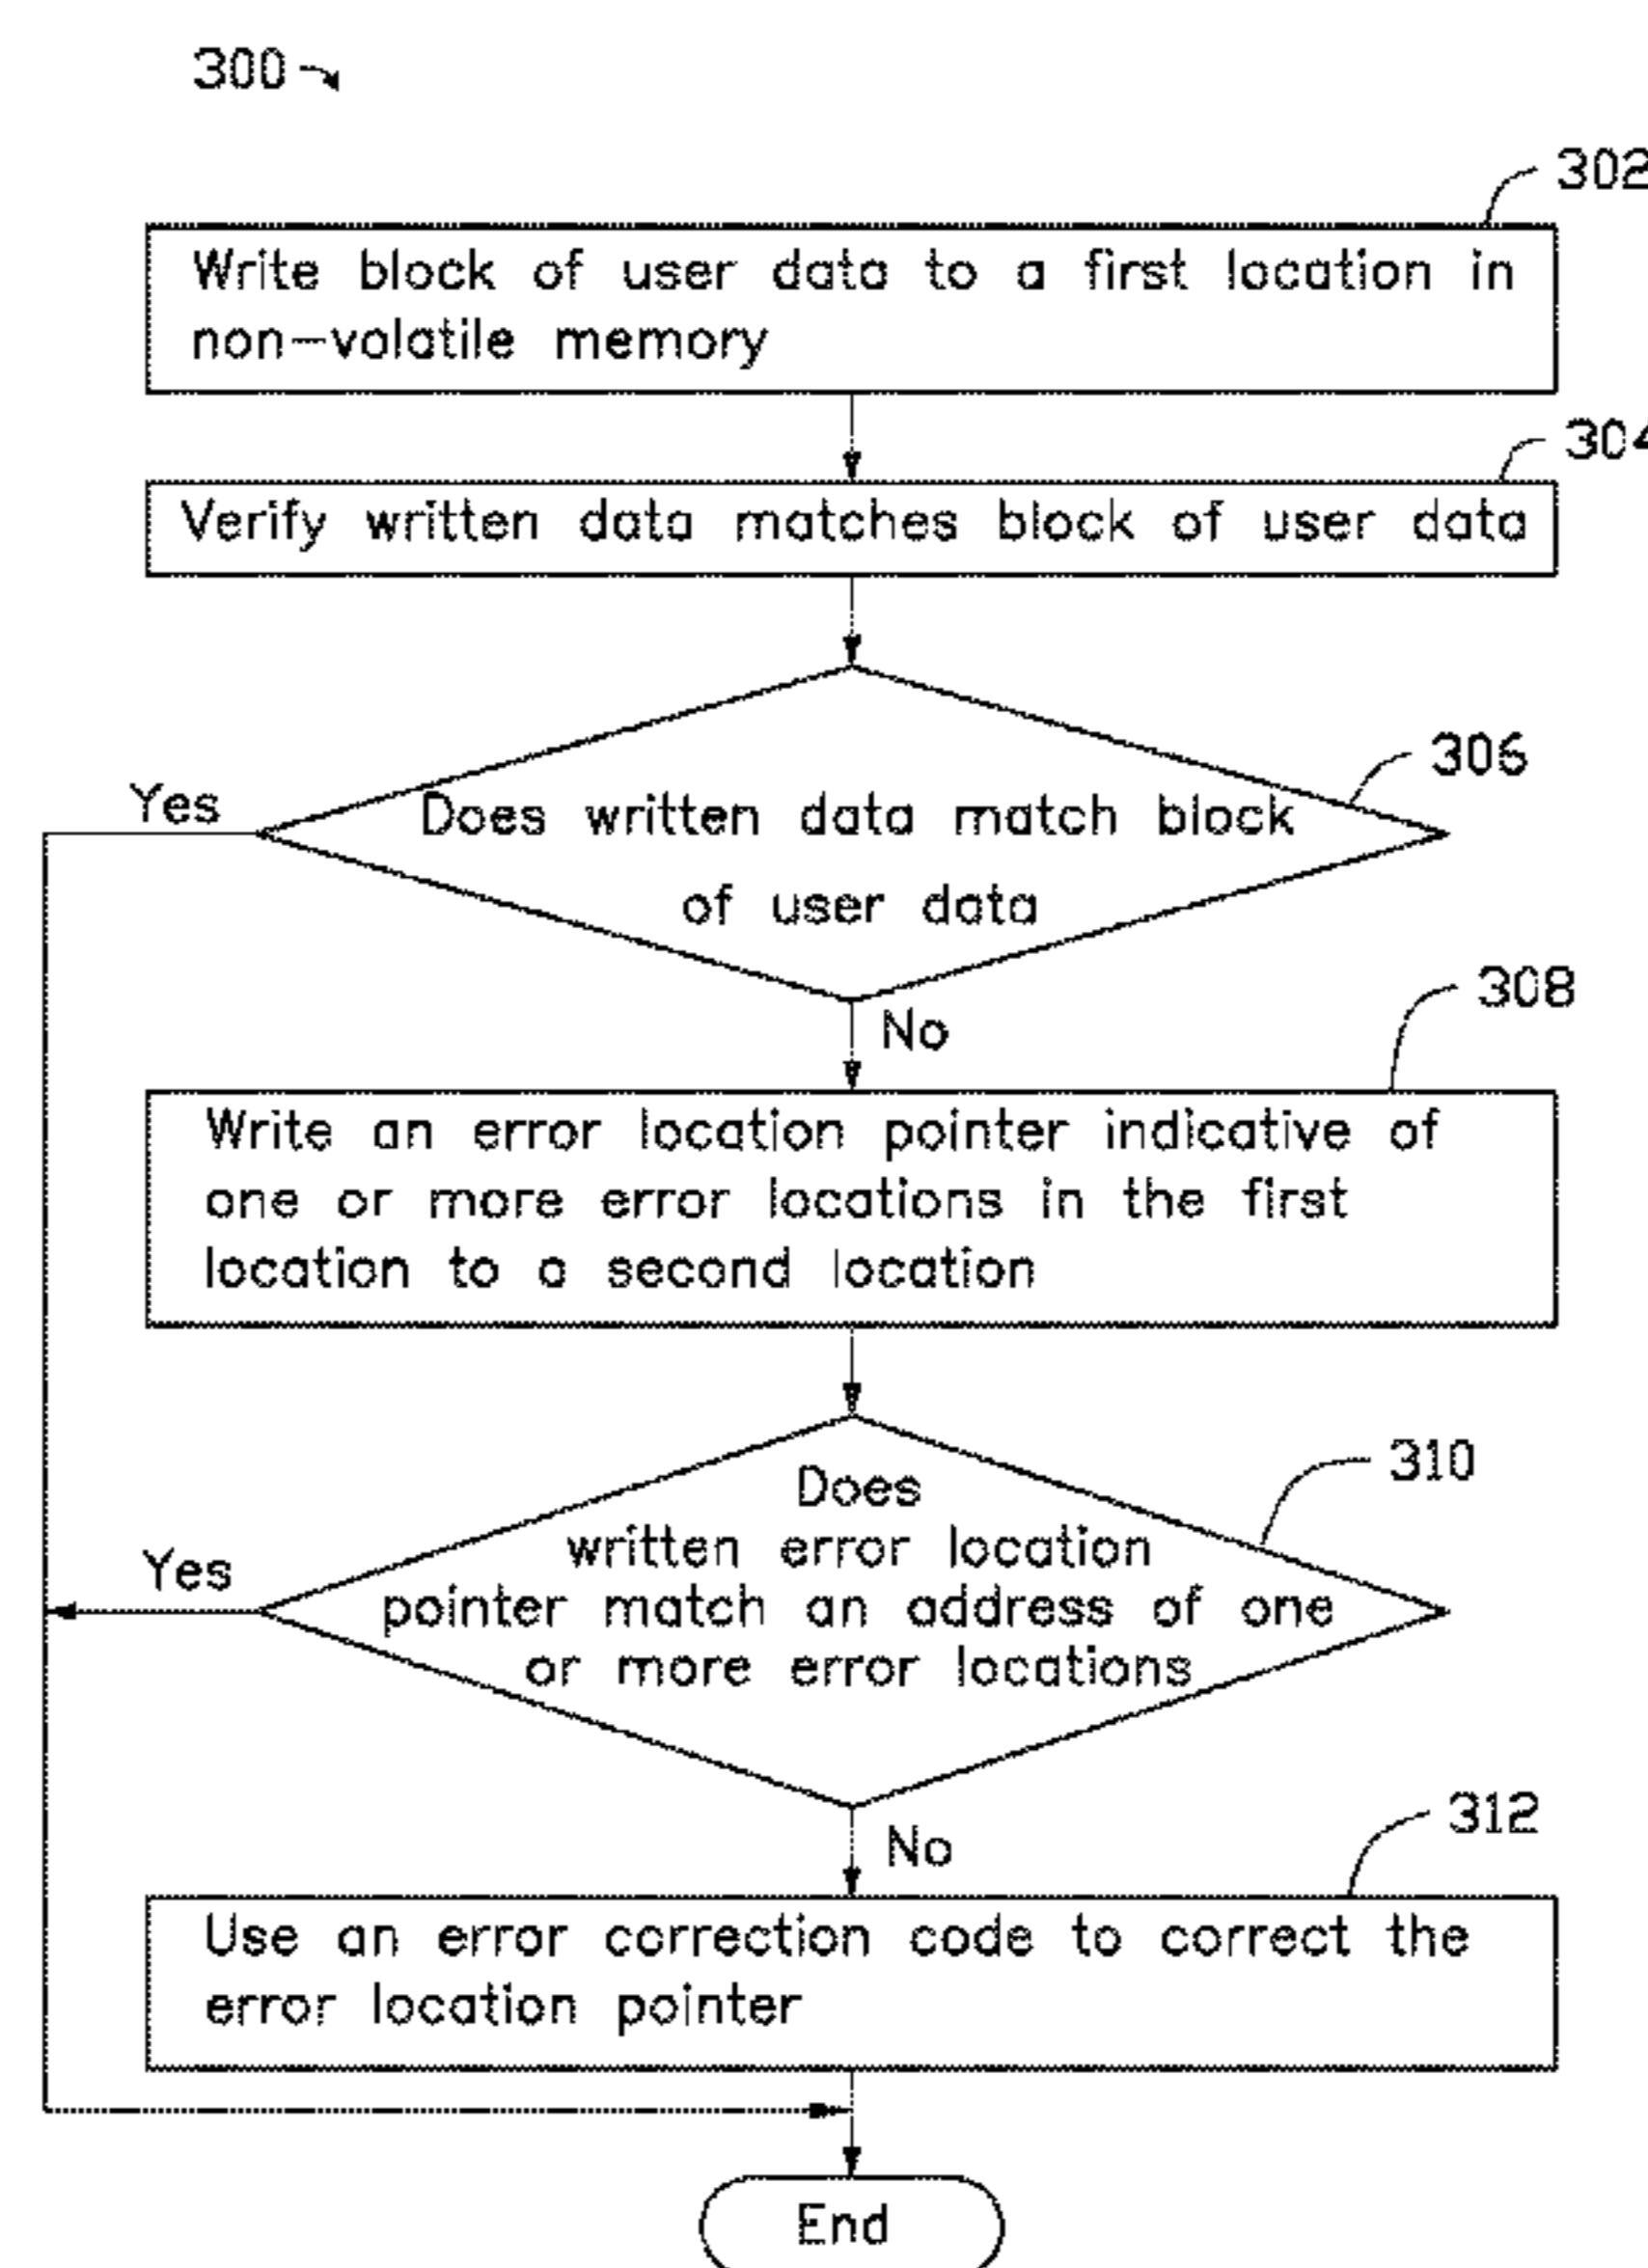 300
302
Write block of user data to a first location in
non-volatile memory
304
Verify written data matches block of user data
306
Yes
Does written data match block
of user data
No
308
Write an error location pointer indicative of
one or more error locations in the first
location to a second location
310
Does
written error location
Yes
pointer match an address of one
or more error locations
No
312
Use an error correction code to correct the
error location pointer
End